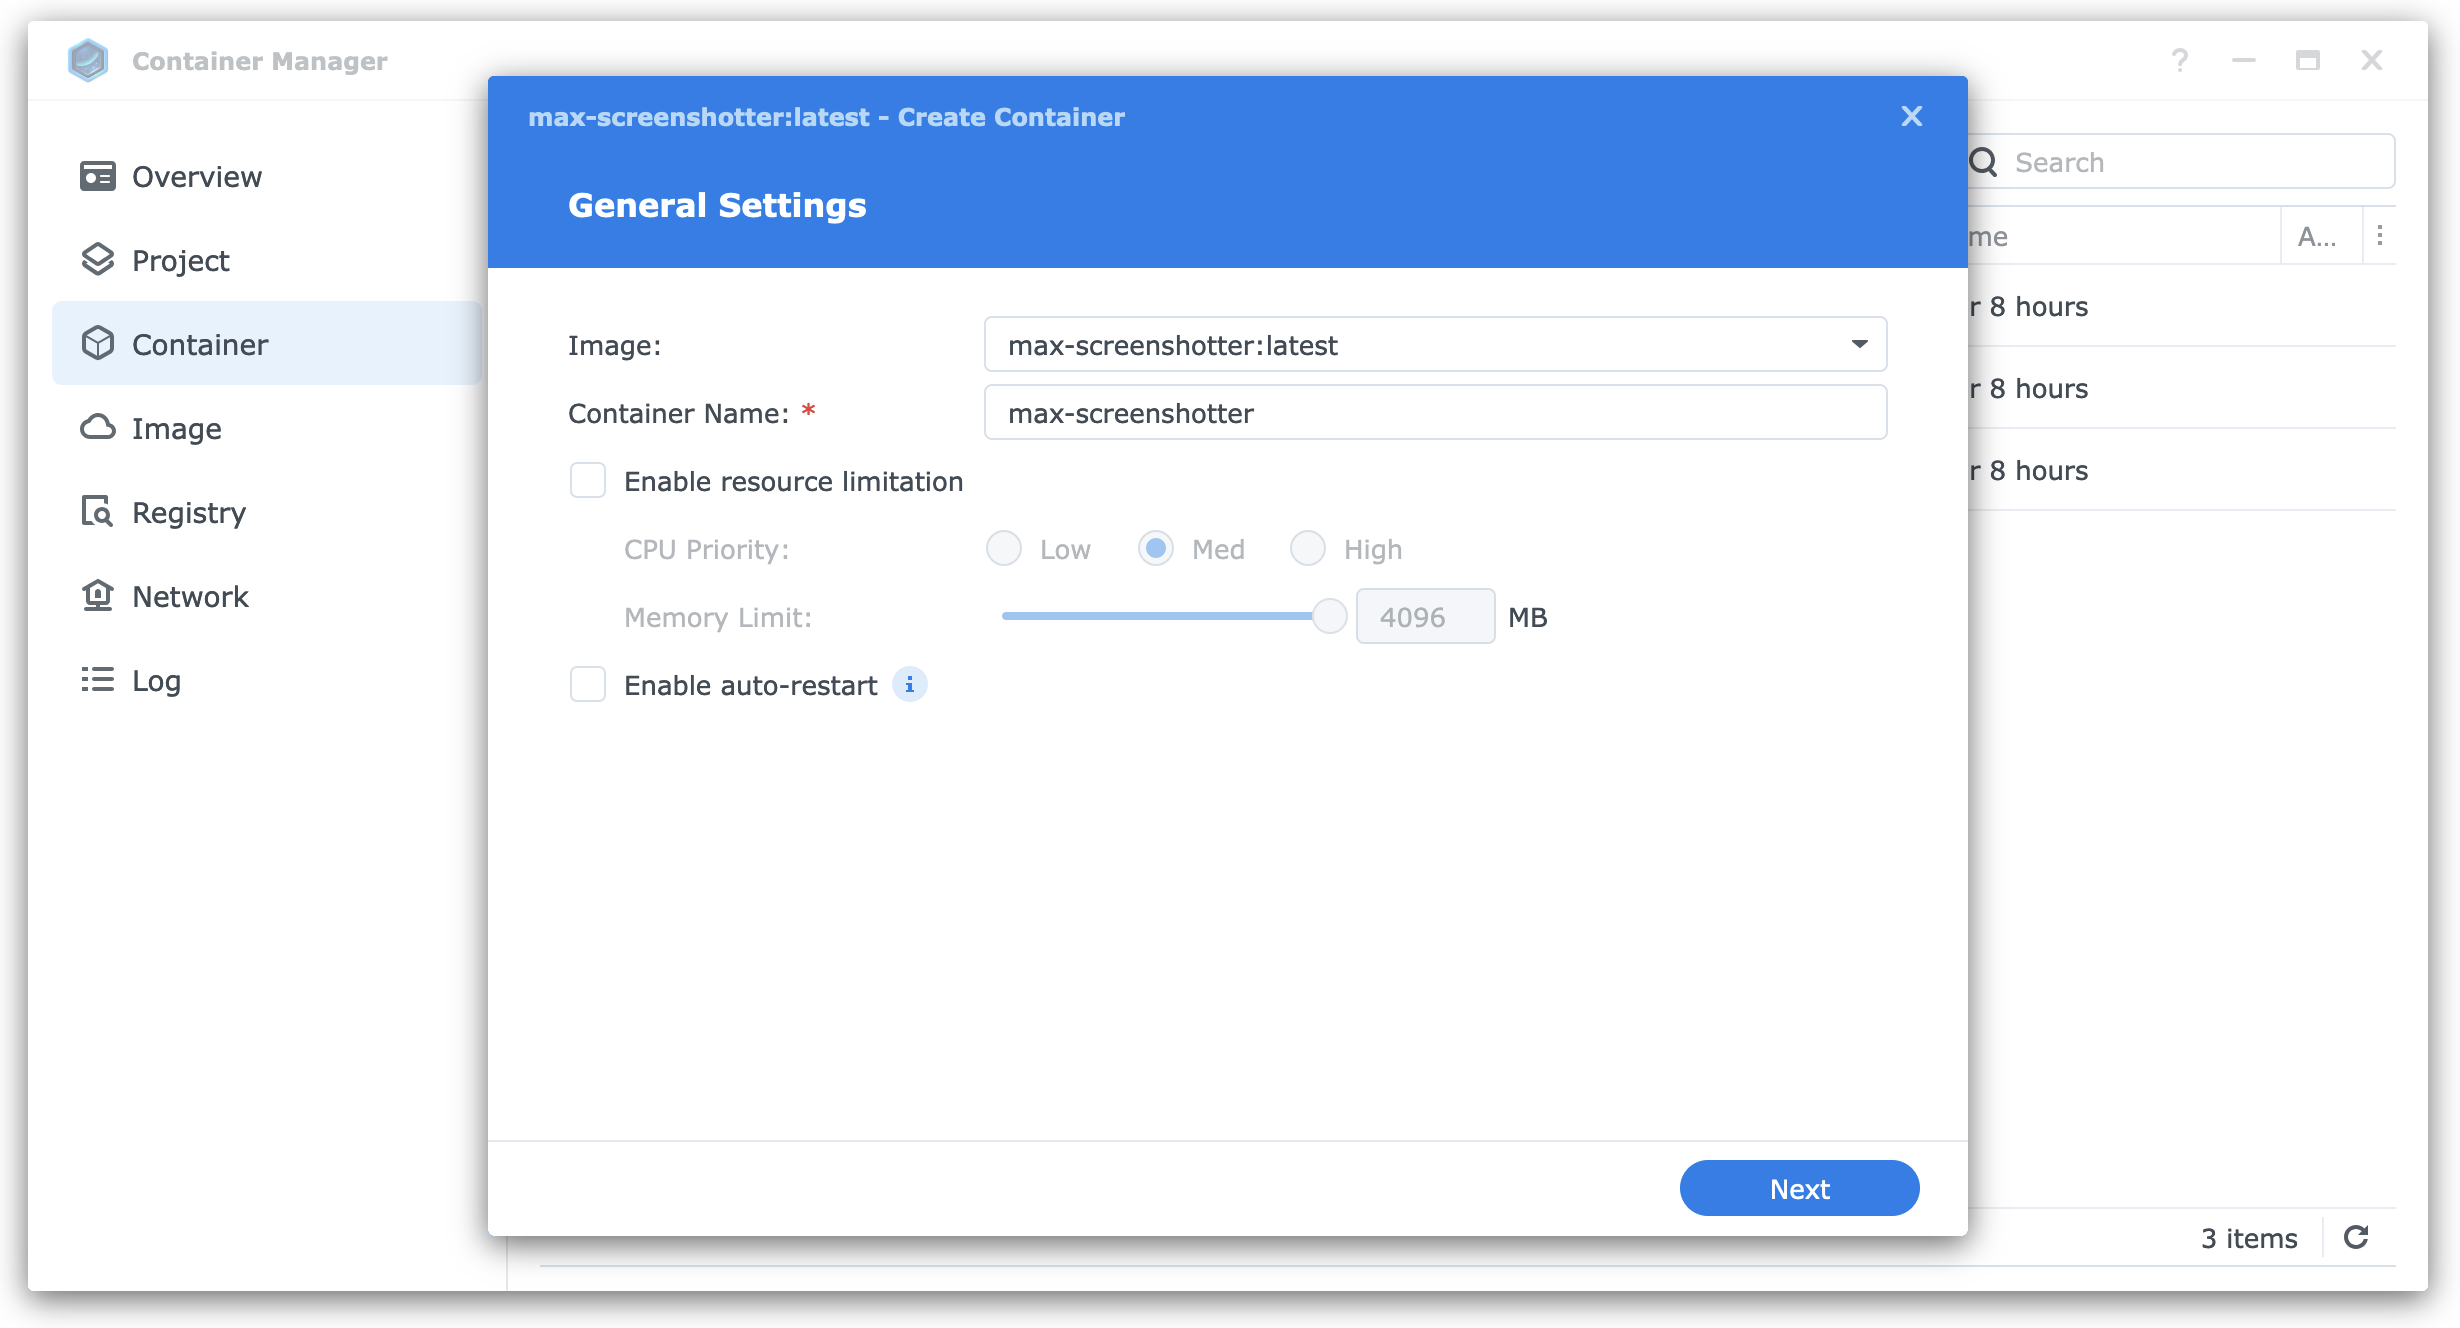 Container Manager
?
max-screenshotter:latest - Create Container
General Settings
Overview
Project
Container
Image
Registry
Network
Log
Image:
max-screenshotter:latest
Container Name: *
max-screenshotter
Enable resource limitation
CPU Priority:
Low
Med
High
Memory Limit:
4096
MB
Enable auto-restart
i
Next
Search
me
A...
r 8 hours
r 8 hours
r 8 hours
3 items